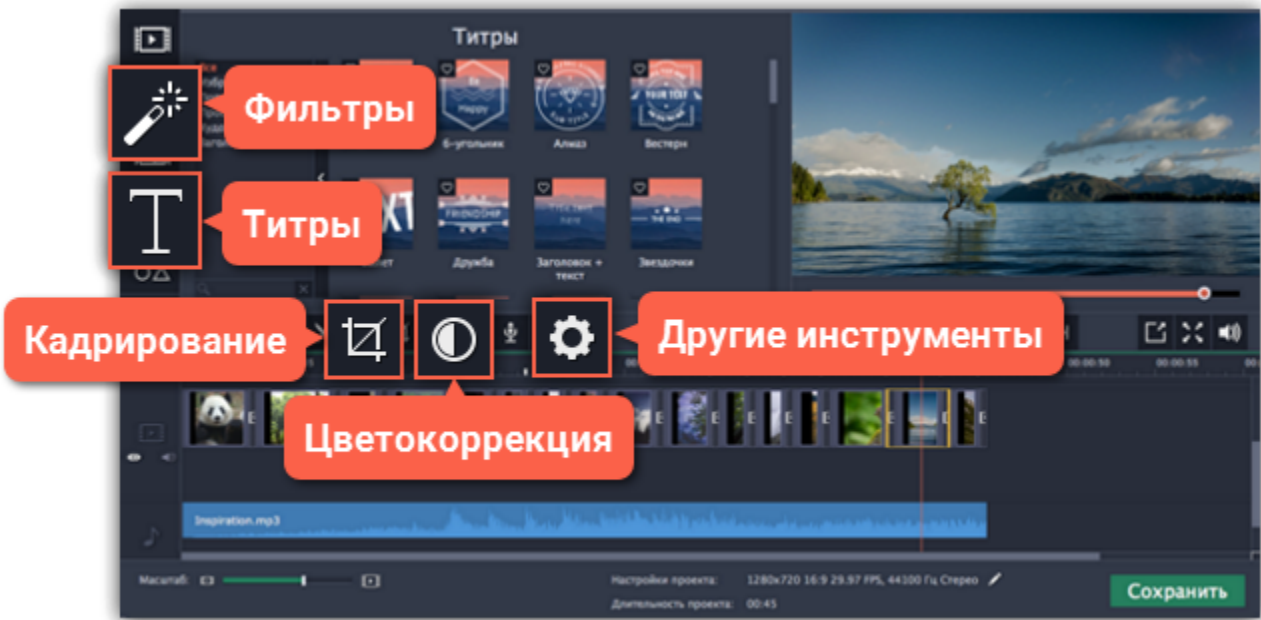 Титры
Все
Фильтры
6-угольник
Алмаз
Вестерн
Титры
FRIENDSHIP
THE END
Дружба
Заголовок +
текст
Звездочки
Кадрирование
Другие инструменты
00:00:50
00:00:55
Цветокоррекция
Inspiration.mp3
Масштаб:
Настройки проекта: 1280x720 16:9 29.97 FPS, 44100 Гц Стерео
Длительность проекта: 00:45
Сохранить